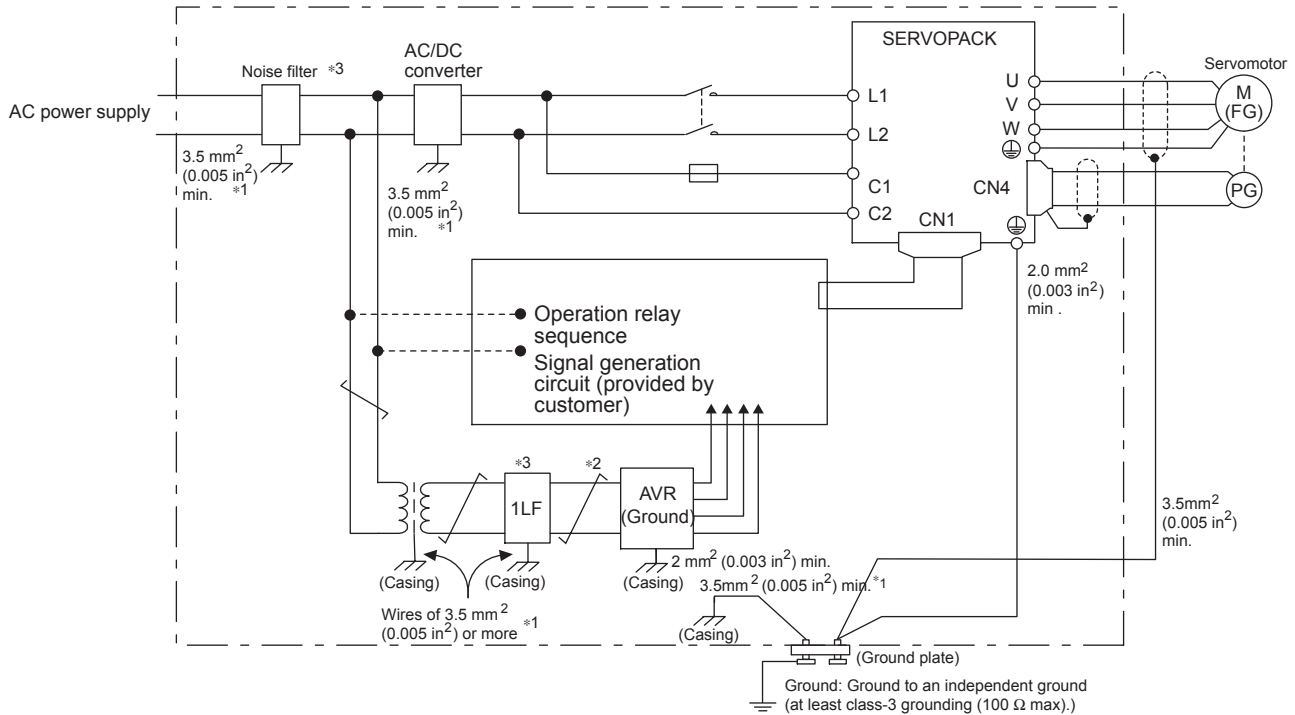 SERVOPACK
AC/DC
converter
Noise filter *3
Servomotor
AC power supply
L1
L2
C1
C2
U
V
W
M
(FG)
CN4
PG
CN1
3.5 mm2
(0.005 in2)
min. *1
3.5 mm2
(0.005 in2)
min. *1
2.0 mm2
(0.003 in2)
min .
Operation relay
sequence
Signal generation
circuit (provided by
customer)
*3
*2
1LF
AVR
(Ground)
3.5mm2
(0.005 in2)
min.
(Casing)
(Casing)
(Casing)
2 mm2 (0.003 in2) min.
3.5mm2 (0.005 in2) min.*1
Wires of 3.5 mm2
(0.005 in2) or more *1
(Casing)
(Ground plate)
Ground: Ground to an independent ground
(at least class-3 grounding (100 Ω max).)